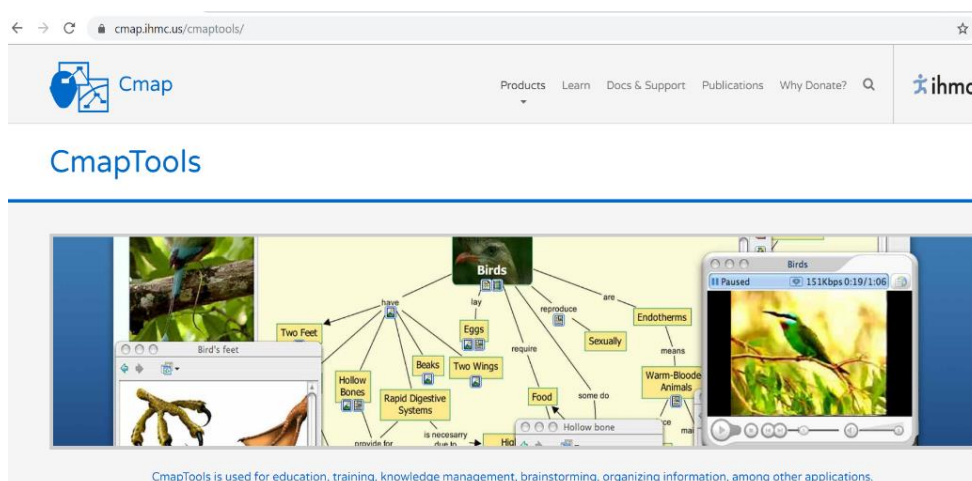 cmap.ihmc.us/cmaptools/
Cmap
Products Learn Docs & Support Publications Why Donate?
ihmc
CmapTools
Birds
Birds
Paused 151Kbps 0:19/1:06
have
lay
reproduce
are
Endotherms
Two Feet
Eggs
Sexually
require
means
Bird's feet
Beaks
Two Wings
Hollow Bones
Rapid Digestive Systems
Food
some do
Animals
Hollow bone
provide for
is necessary
due to
CmapTools is used for education, training, knowledge management, brainstorming, organizing information, among other applications.